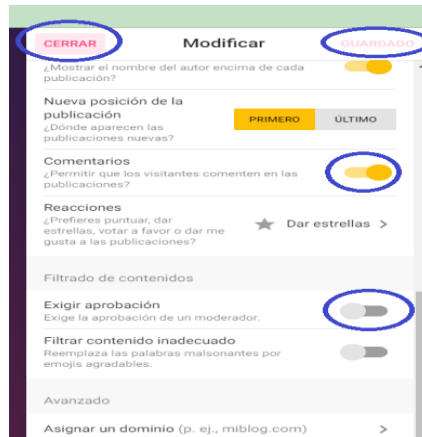 CERRAR Modificar GUARDADO
¿Mostrar el nombre del autor encima de cada
publicación?
Nueva posición de la
publicación
¿Dónde aparecen las
publicaciones nuevas?
PRIMERO ÚLTIMO
Comentarios
¿Permitir que los visitantes comenten en las
publicaciones?
Reacciones
¿Prefieres puntuar, dar
estrellas, votar a favor o dar me
gusta a las publicaciones?
Dar estrellas >
Filtrado de contenidos
Exigir aprobación
Exige la aprobación de un moderador.
Filtrar contenido inadecuado
Reemplaza las palabras malsonantes por
emojis agradables.
Avanzado
Asignar un dominio (p. ej., miblog.com) >